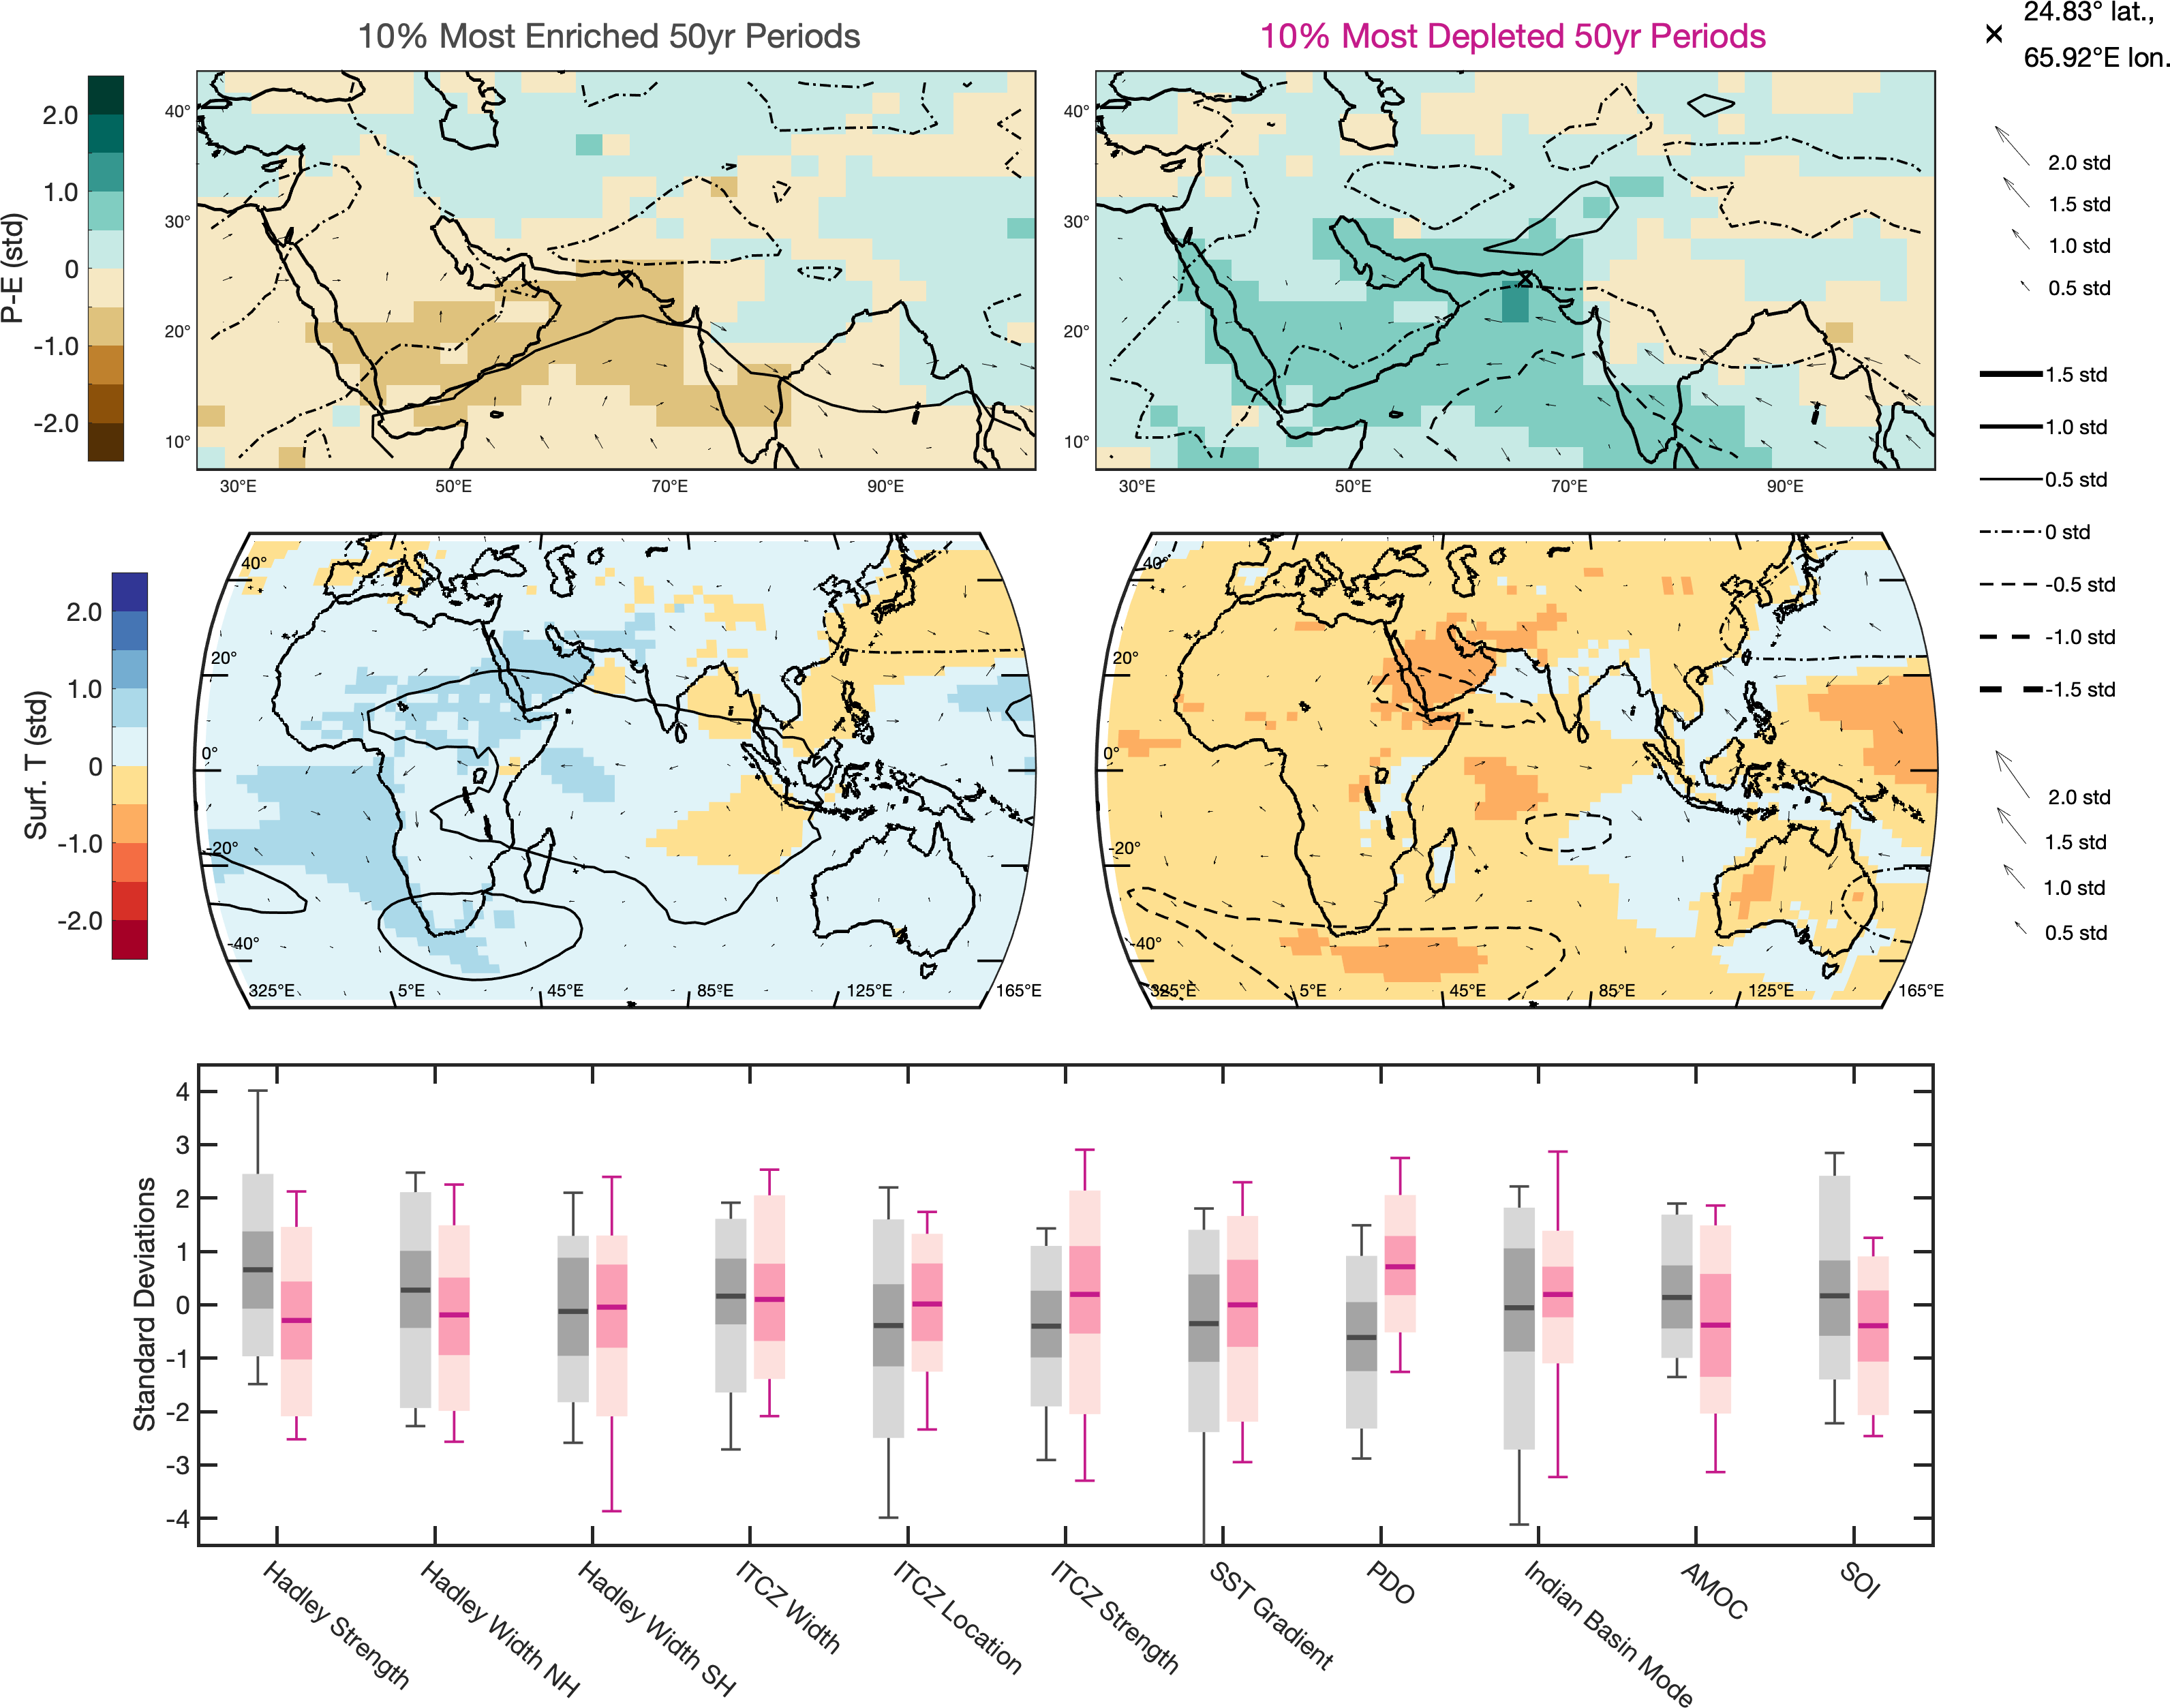 10% Most Enriched 50yr Periods
10% Most Depleted 50yr Periods
24.83° lat.,
65.92°E lon.
P-E (std)
2.0
1.0
0
-1.0
-2.0
40°
30°
20°
10°
30°E
50°E
70°E
90°E
40°
30°
20°
10°
30°E
50°E
70°E
90°E
2.0 std
1.5 std
1.0 std
0.5 std
1.5 std
1.0 std
0.5 std
0 std
-0.5 std
-1.0 std
-1.5 std
Surf. T (std)
2.0
1.0
0
-1.0
-2.0
40°
20°
0°
-20°
-40°
325°E
5°E
45°E
85°E
125°E
165°E
40°
20°
0°
-20°
-40°
325°E
5°E
45°E
85°E
125°E
165°E
2.0 std
1.5 std
1.0 std
0.5 std
Standard Deviations
4
3
2
1
0
-1
-2
-3
-4
Hadley Strength
Hadley Width NH
Hadley Width SH
ITCZ Width
ITCZ Location
ITCZ Strength
SST Gradient
PDO
Indian Basin Mode
AMOC
SOI